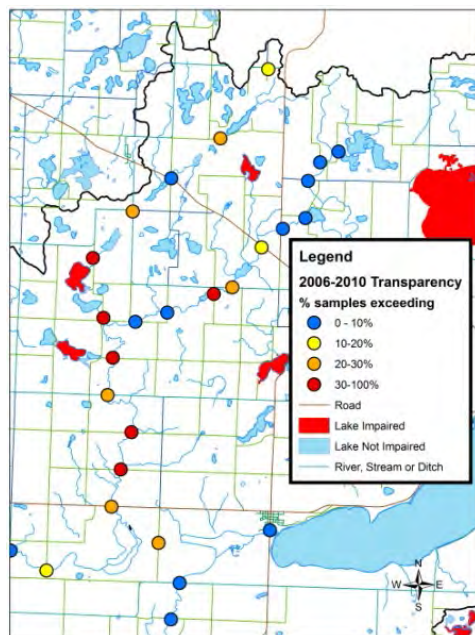 Legend
2006-2010 Transparency
% samples exceeding
0 - 10%
10-20%
20-30%
30-100%
Road
Lake Impaired
Lake Not Impaired
River, Stream or Ditch
N
W E
S